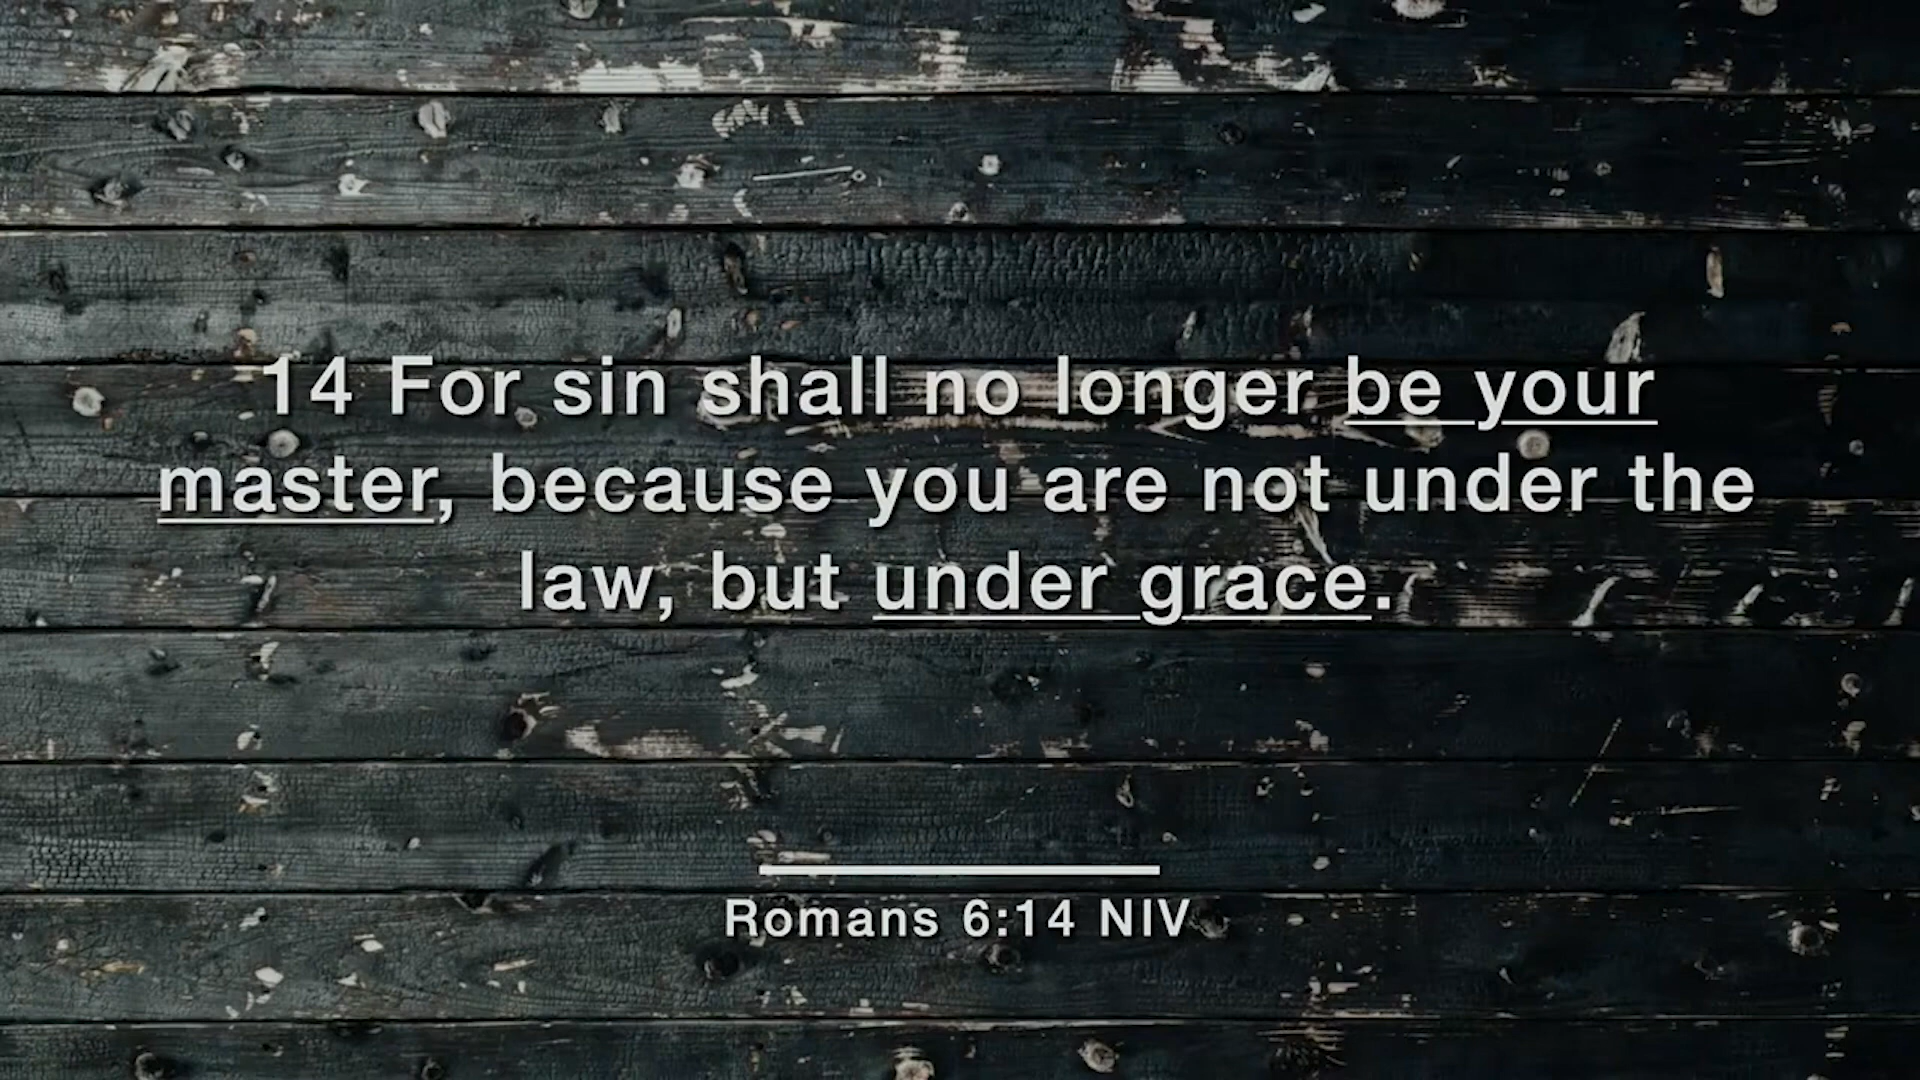 14 For sin shall no longer be your
master, because you are not under the
law, but under grace.
Romans 6:14 NIV